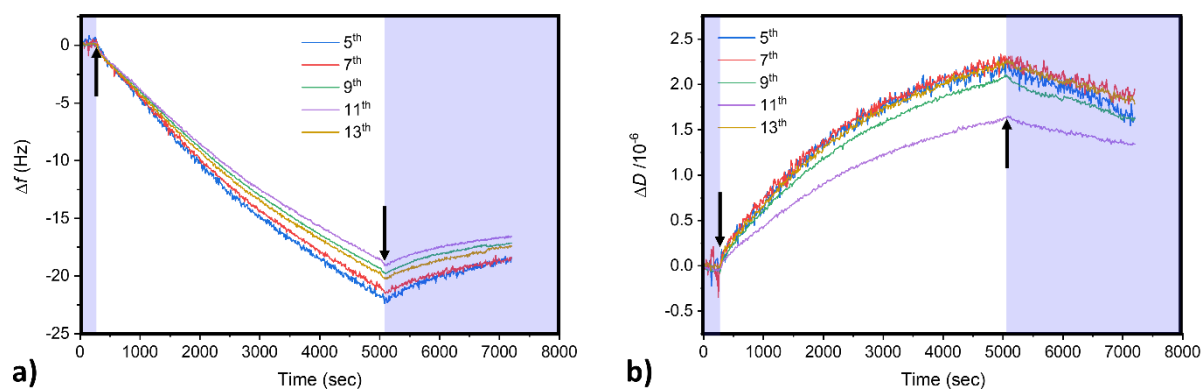 0
-5
-10
-15
-20
-25
Δf (Hz)
5th
7th
9th
11th
13th
0 1000 2000 3000 4000 5000 6000 7000 8000
Time (sec)
a)
2.5
2.0
1.5
1.0
0.5
0.0
-0.5
ΔD /10-6
5th
7th
9th
11th
13th
0 1000 2000 3000 4000 5000 6000 7000 8000
Time (sec)
b)